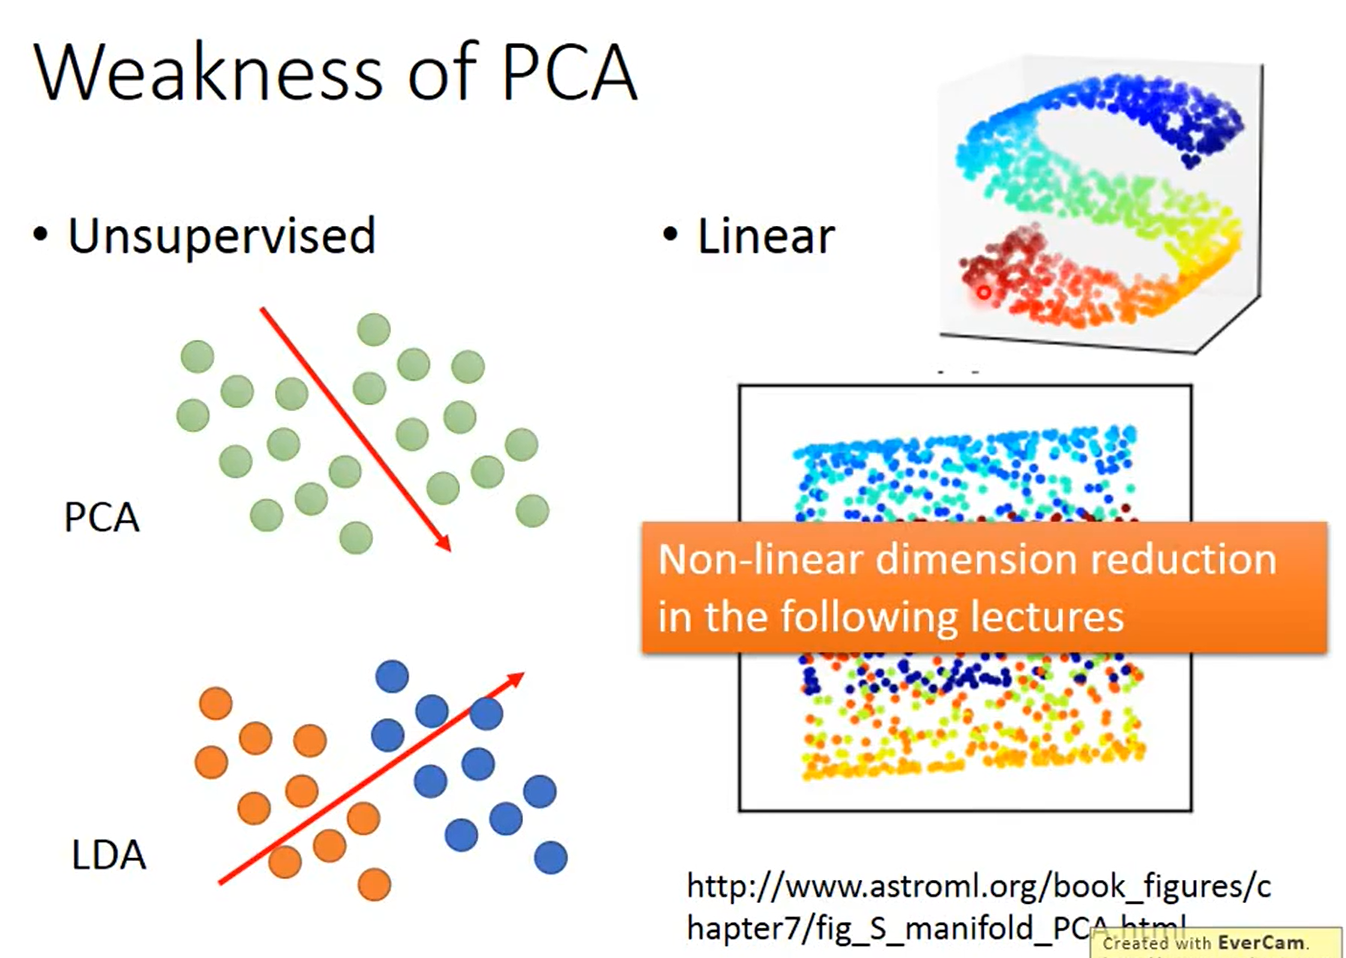 Weakness of PCA
• Unsupervised
PCA
LDA
• Linear
Non-linear dimension reduction
in the following lectures
http://www.astroml.org/book_figures/c
hapter7/fig_S_manifold_PCA.html
Created with EverCam.